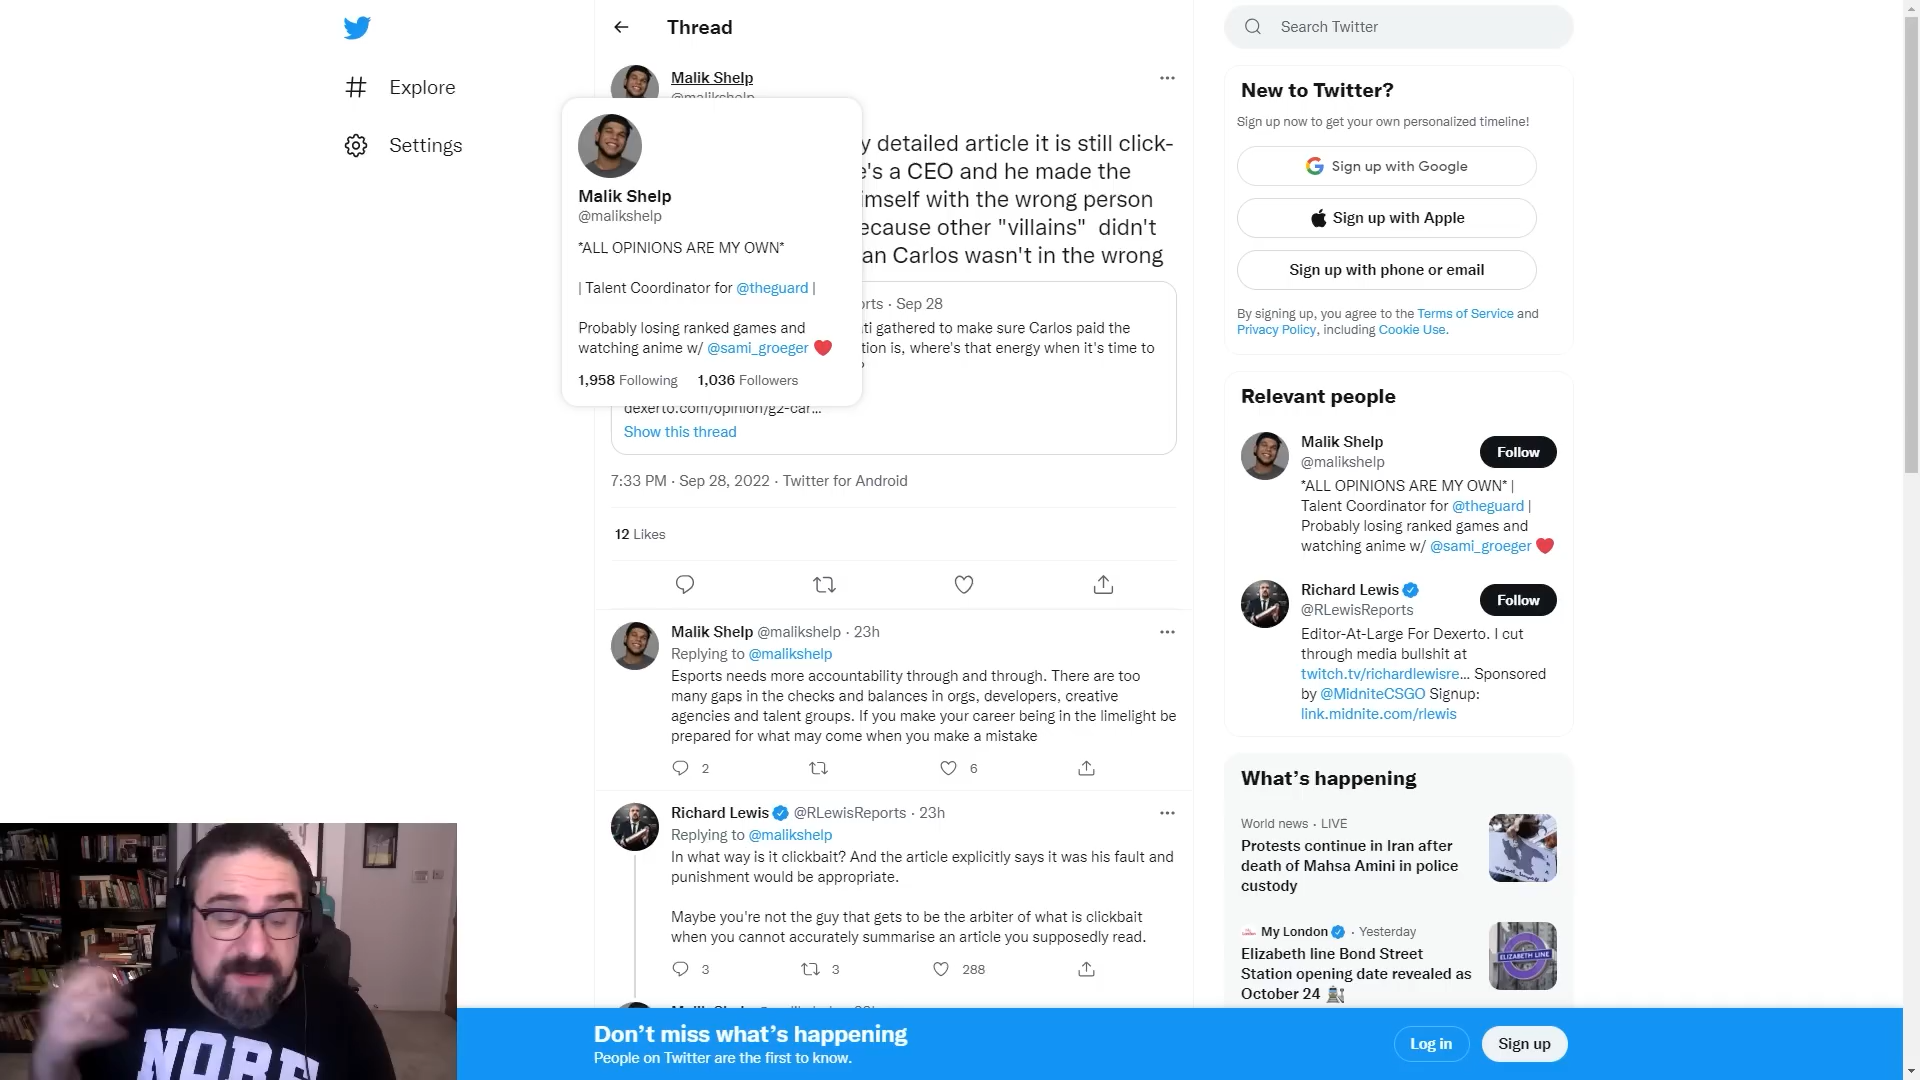 Explore
Settings
Thread
Malik Shelp
@malikshelp
y detailed article it is still click-
e's a CEO and he made the
imself with the wrong person
ecause other "villains" didn't
an Carlos wasn't in the wrong
Malik Shelp
@malikshelp
*ALL OPINIONS ARE MY OWN*
| Talent Coordinator for @theguard |
Probably losing ranked games and
watching anime w/ @sami_groeger ❤️
1,958 Following 1,036 Followers
orts · Sep 28
ti gathered to make sure Carlos paid the
tion is, where's that energy when it's time to
dexerto.com/opinion/g2-car...
Show this thread
7:33 PM · Sep 28, 2022 · Twitter for Android
12 Likes
Malik Shelp @malikshelp · 23h
Replying to @malikshelp
Esports needs more accountability through and through. There are too
many gaps in the checks and balances in orgs, developers, creative
agencies and talent groups. If you make your career being in the limelight be
prepared for what may come when you make a mistake
2 6
Richard Lewis @RLewisReports · 23h
Replying to @malikshelp
In what way is it clickbait? And the article explicitly says it was his fault and
punishment would be appropriate.
Maybe you're not the guy that gets to be the arbiter of what is clickbait
when you cannot accurately summarise an article you supposedly read.
3 3 288
Search Twitter
New to Twitter?
Sign up now to get your own personalized timeline!
Sign up with Google
Sign up with Apple
Sign up with phone or email
By signing up, you agree to the Terms of Service and
Privacy Policy, including Cookie Use.
Relevant people
Malik Shelp
@malikshelp
Follow
*ALL OPINIONS ARE MY OWN* |
Talent Coordinator for @theguard |
Probably losing ranked games and
watching anime w/ @sami_groeger ❤️
Richard Lewis
@RLewisReports
Follow
Editor-At-Large For Dexerto. I cut
through media bullshit at
twitch.tv/richardlewisre... Sponsored
by @MidniteCSGO Signup:
link.midnite.com/rlewis
What's happening
World news · LIVE
Protests continue in Iran after
death of Mahsa Amini in police
custody
My London · Yesterday
Elizabeth line Bond Street
Station opening date revealed as
October 24 🚉
ELIZABETH LINE
Don't miss what's happening
People on Twitter are the first to know.
Log in
Sign up